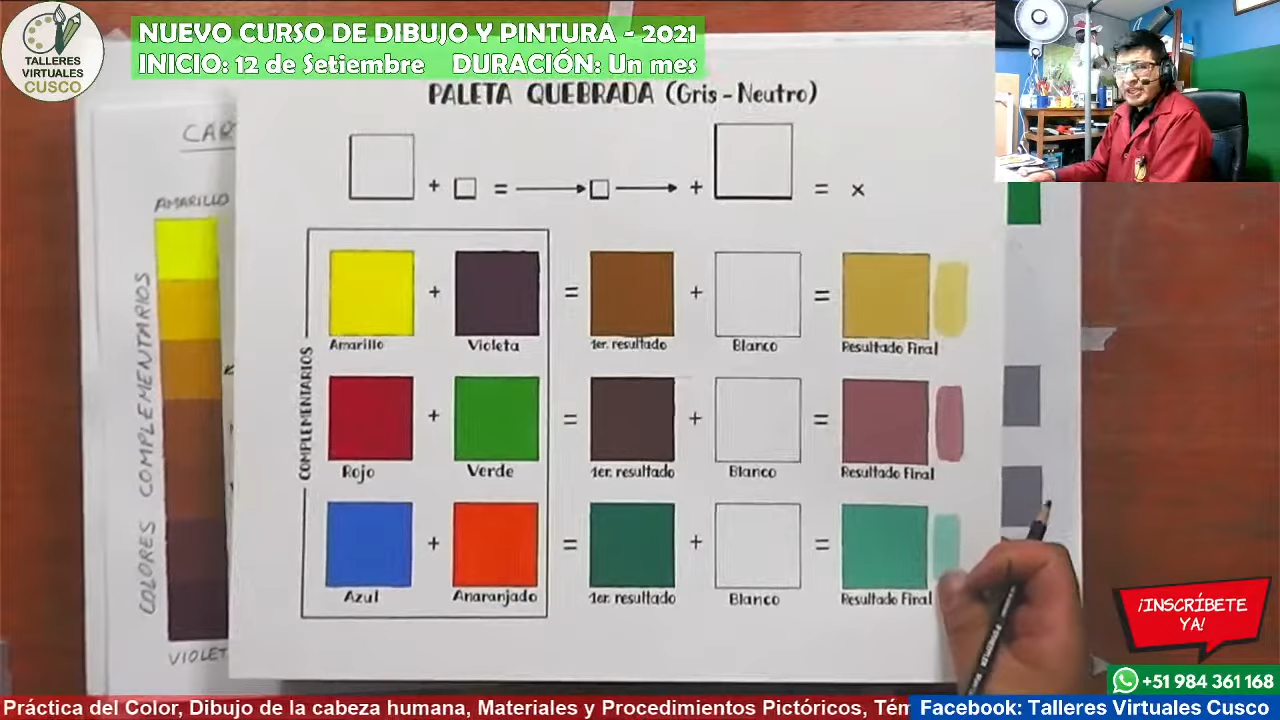 TALLERES
VIRTUALES
CUSCO
NUEVO CURSO DE DIBUJO Y PINTURA - 2021
INICIO: 12 de Setiembre DURACIÓN: Un mes
PALETA QUEBRADA (Gris - Neutro)
+ = + = x
AMARILLO
COLORES COMPLEMENTARIOS
COMPLEMENTARIOS
+ = + =
Amarillo Violeta 1er. resultado Blanco Resultado Final
+ = + =
Rojo Verde 1er. resultado Blanco Resultado Final
+ = + =
Azul Anaranjado 1er. resultado Blanco Resultado Final
¡INSCRÍBETE
YA!
+51 984 361 168
Práctica del Color, Dibujo de la cabeza humana, Materiales y Procedimientos Pictóricos,
Facebook: Talleres Virtuales Cusco